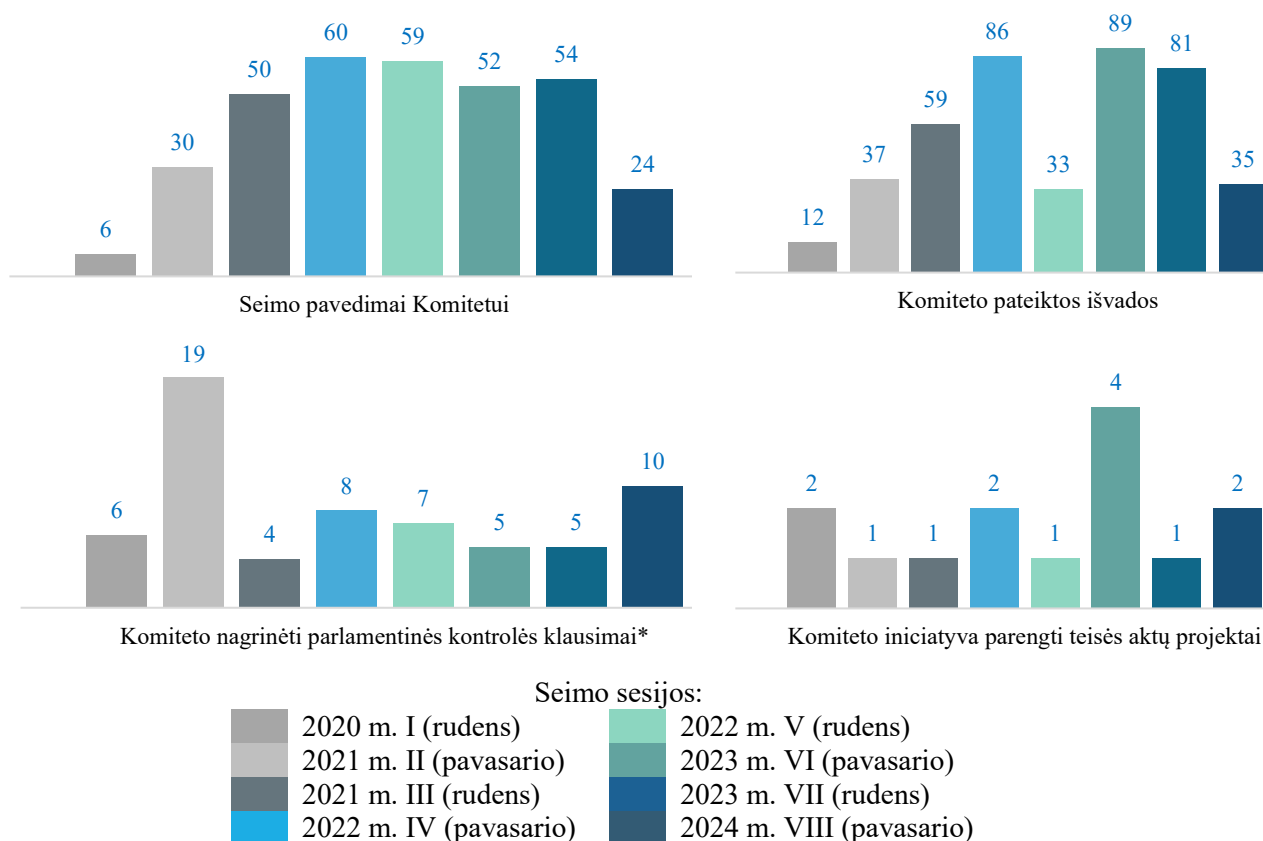 6 30 50 60 59 52 54 24
Seimo pavedimai Komitetui
12 37 59 86 33 89 81 35
Komiteto pateiktos išvados
6 19 4 8 7 5 5 10
Komiteto nagrinėti parlamentinės kontrolės klausimai*
2 1 1 2 1 4 1 2
Komiteto iniciatyva parengti teisės aktų projektai
Seimo sesijos:
2020 m. I (rudens)
2021 m. II (pavasario)
2021 m. III (rudens)
2022 m. IV (pavasario)
2022 m. V (rudens)
2023 m. VI (pavasario)
2023 m. VII (rudens)
2024 m. VIII (pavasario)